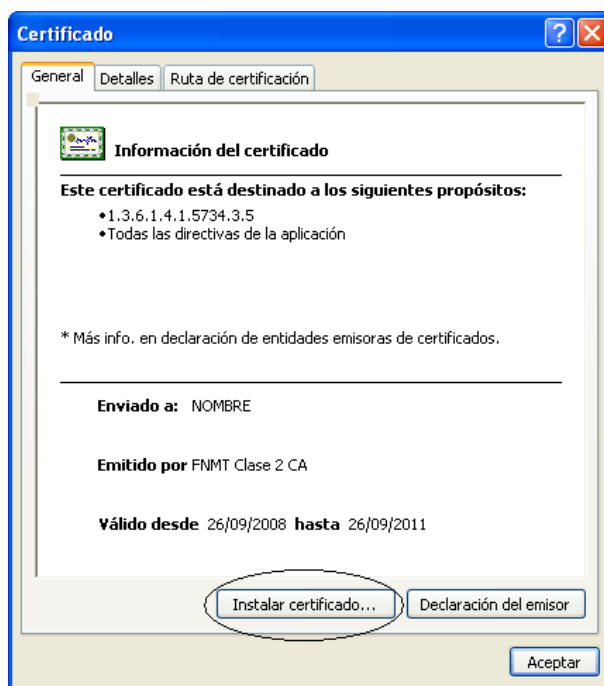 Certificado
General Detalles Ruta de certificación
Información del certificado
Este certificado está destinado a los siguientes propósitos:
•1.3.6.1.4.1.5734.3.5
•Todas las directivas de la aplicación
* Más info. en declaración de entidades emisoras de certificados.
Enviado a: NOMBRE
Emitido por FNMT Clase 2 CA
Válido desde 26/09/2008 hasta 26/09/2011
Instalar certificado... Declaración del emisor
Aceptar